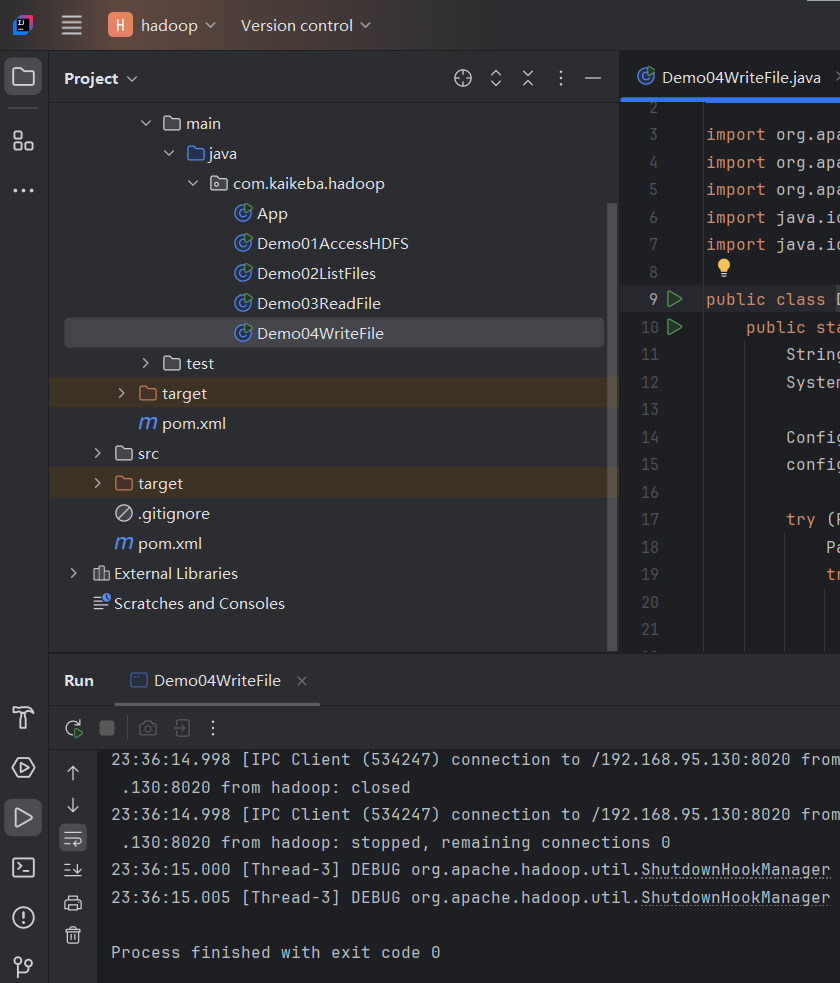 H hadoop Version control
Project
main
java
com.kaikeba.hadoop
App
Demo01AccessHDFS
Demo02ListFiles
Demo03ReadFile
Demo04WriteFile
test
target
m pom.xml
src
target
.gitignore
m pom.xml
External Libraries
Scratches and Consoles
Demo04WriteFile.java
2
3 import org.apa
4 import org.apa
5 import org.apa
6 import java.io
7 import java.io
8
9 public class
10 public sta
11 String
12 System
13
14 Config
15 config
16
17 try (
18 Pa
19 tr
20
21
Run Demo04WriteFile
23:36:14.998 [IPC Client (534247) connection to /192.168.95.130:8020 from
.130:8020 from hadoop: closed
23:36:14.998 [IPC Client (534247) connection to /192.168.95.130:8020 from
.130:8020 from hadoop: stopped, remaining connections 0
23:36:15.000 [Thread-3] DEBUG org.apache.hadoop.util.ShutdownHookManager
23:36:15.005 [Thread-3] DEBUG org.apache.hadoop.util.ShutdownHookManager
Process finished with exit code 0